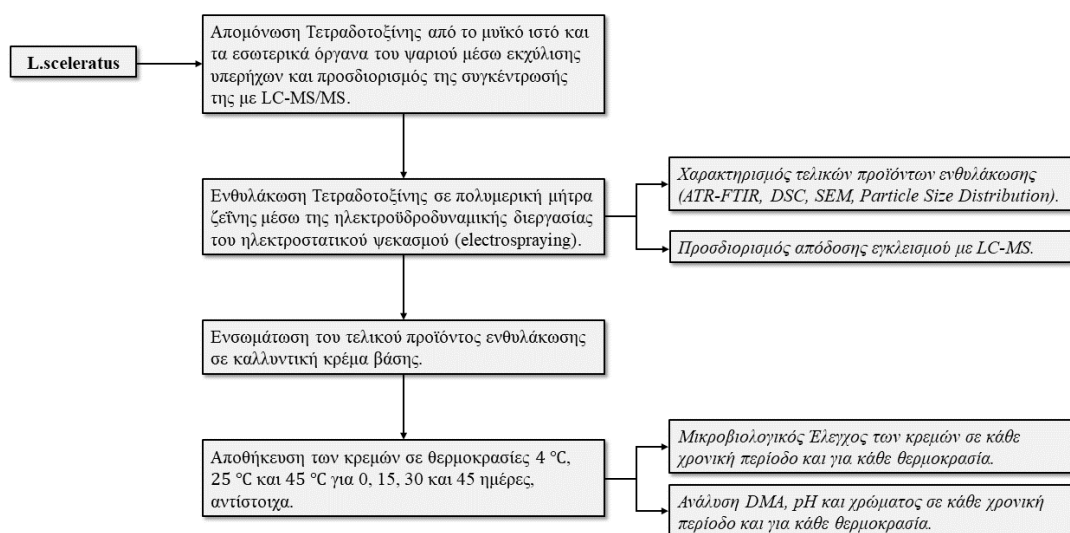 L.sceleratus
Απομόνωση Τετραδοτοξίνης από το μυϊκό ιστό και
τα εσωτερικά όργανα του ψαριού μέσω εκχύλισης
υπερήχων και προσδιορισμός της συγκέντρωσής
της με LC-MS/MS.
Ενθυλάκωση Τετραδοτοξίνης σε πολυμερική μήτρα
ζεΐνης μέσω της ηλεκτροϋδροδυναμικής διεργασίας
του ηλεκτροστατικού ψεκασμού (electrospraying).
Χαρακτηρισμός τελικών προϊόντων ενθυλάκωσης
(ATR-FTIR, DSC, SEM, Particle Size Distribution).
Προσδιορισμός απόδοσης εγκλεισμού με LC-MS.
Ενσωμάτωση του τελικού προϊόντος ενθυλάκωσης
σε καλλυντική κρέμα βάσης.
Αποθήκευση των κρεμών σε θερμοκρασίες 4 °C,
25 °C και 45 °C για 0, 15, 30 και 45 ημέρες,
αντίστοιχα.
Μικροβιολογικός Έλεγχος των κρεμών σε κάθε
χρονική περίοδο και για κάθε θερμοκρασία.
Ανάλυση DMA, pH και χρώματος σε κάθε χρονική
περίοδο και για κάθε θερμοκρασία.